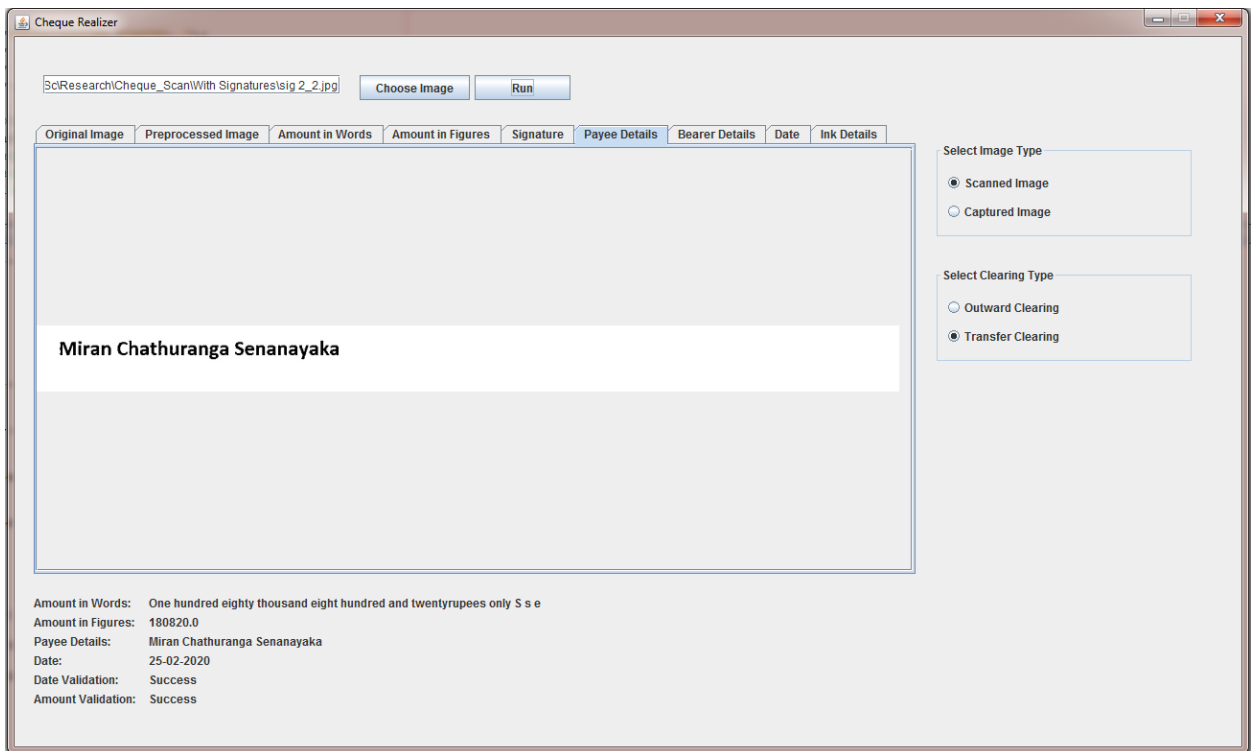 Cheque Realizer
Sc\Research\Cheque_Scan\With Signatures\sig 2_2.jpg Choose Image Run
Original Image Preprocessed Image Amount in Words Amount in Figures Signature Payee Details Bearer Details Date Ink Details
Select Image Type
Scanned Image
Captured Image
Select Clearing Type
Outward Clearing
Transfer Clearing
Miran Chathuranga Senanayaka
Amount in Words: One hundred eighty thousand eight hundred and twentyrupees only S s e
Amount in Figures: 180820.0
Payee Details: Miran Chathuranga Senanayaka
Date: 25-02-2020
Date Validation: Success
Amount Validation: Success